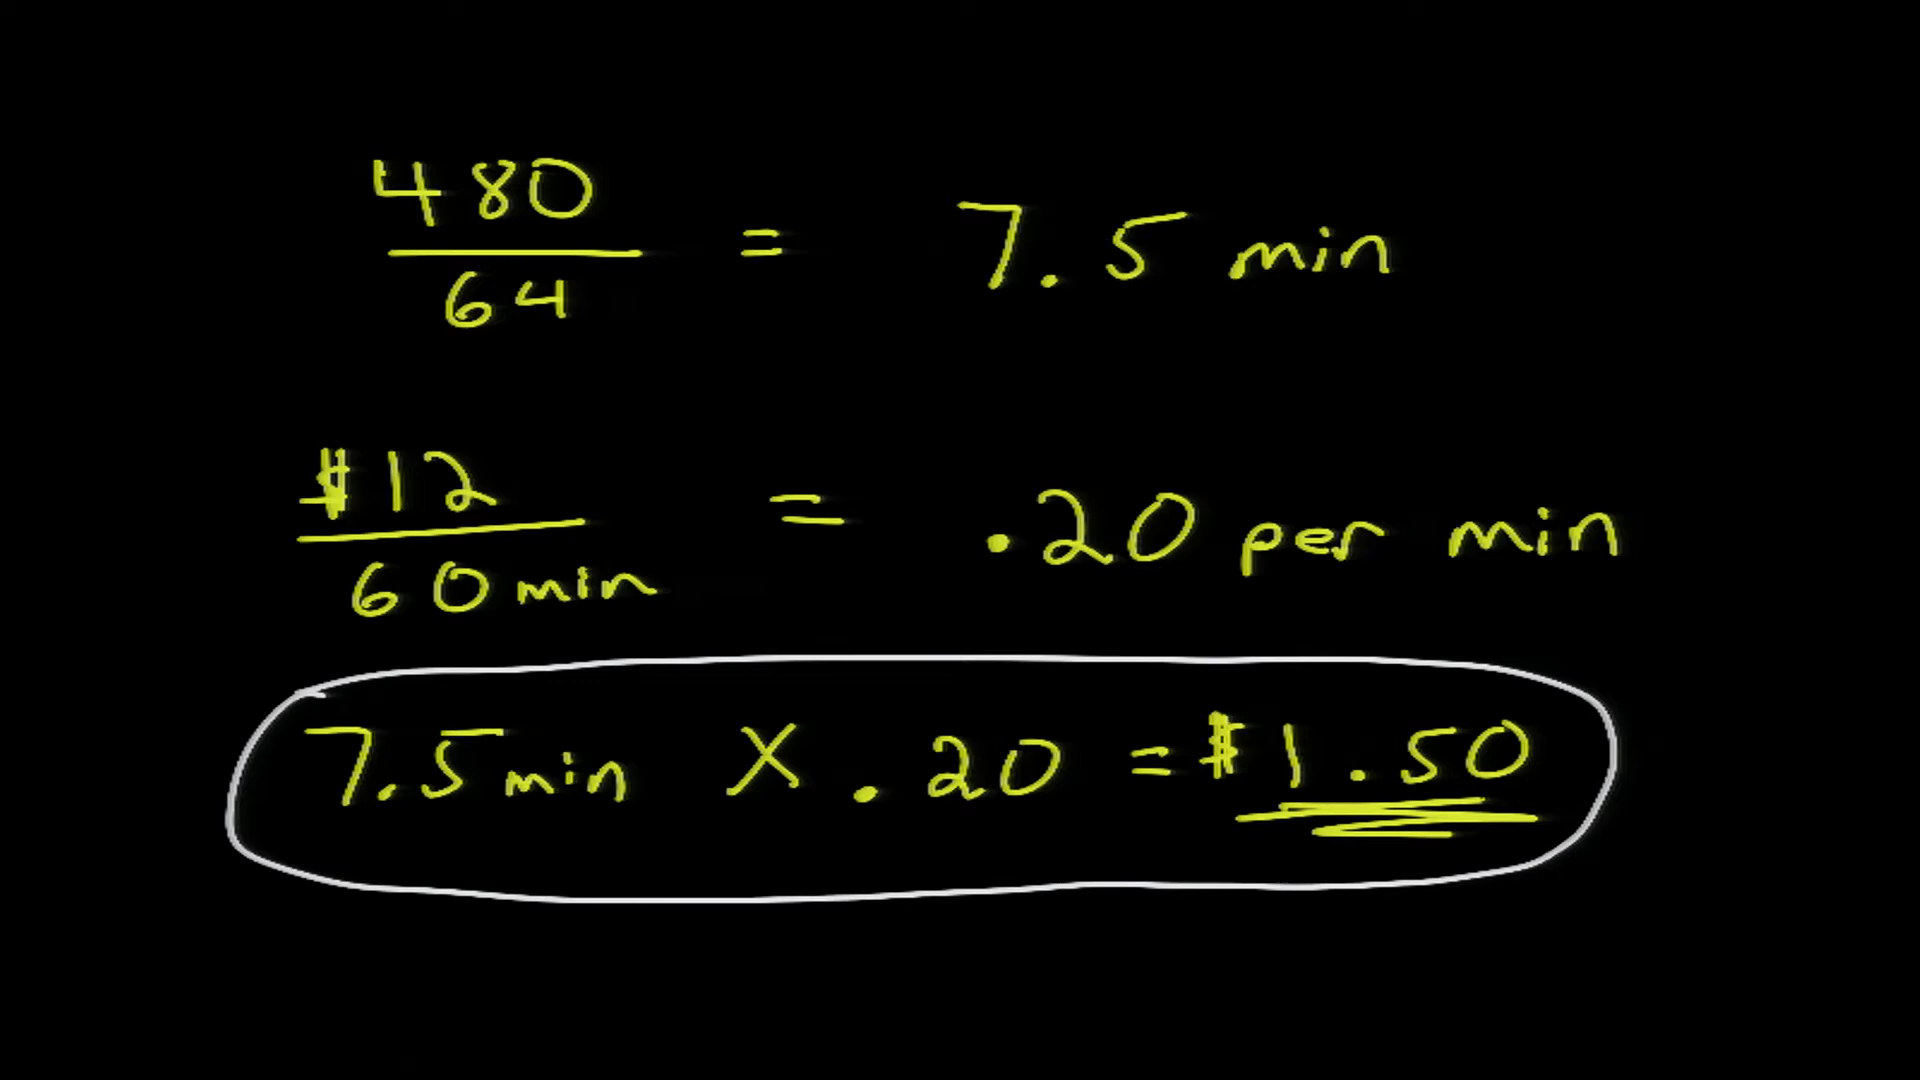 480
64
= 7.5 min
$12
60 min
= .20 per min
7.5 min X .20 = $1.50